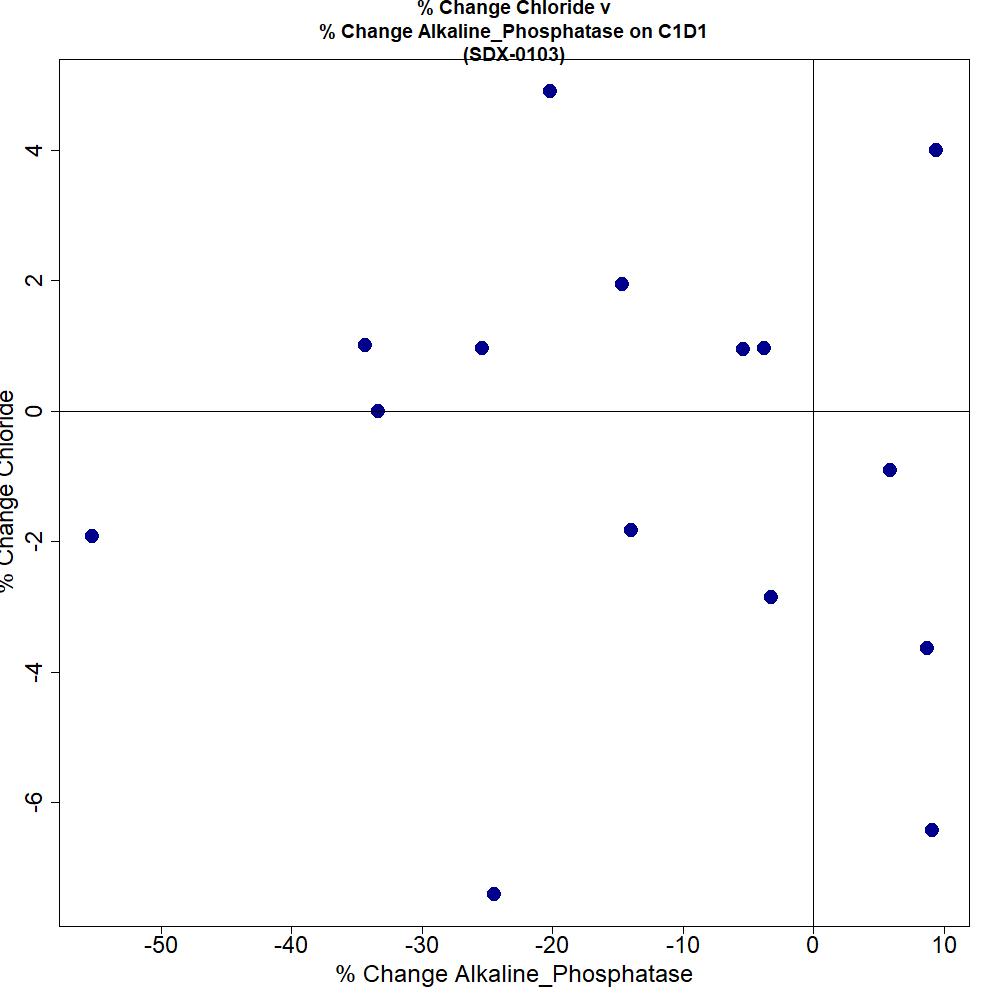 % Change Chloride v
% Change Alkaline_Phosphatase on C1D1
(SDX-0103)
% Change Chloride
4
2
0
-2
-4
-6
-50 -40 -30 -20 -10 0 10
% Change Alkaline_Phosphatase